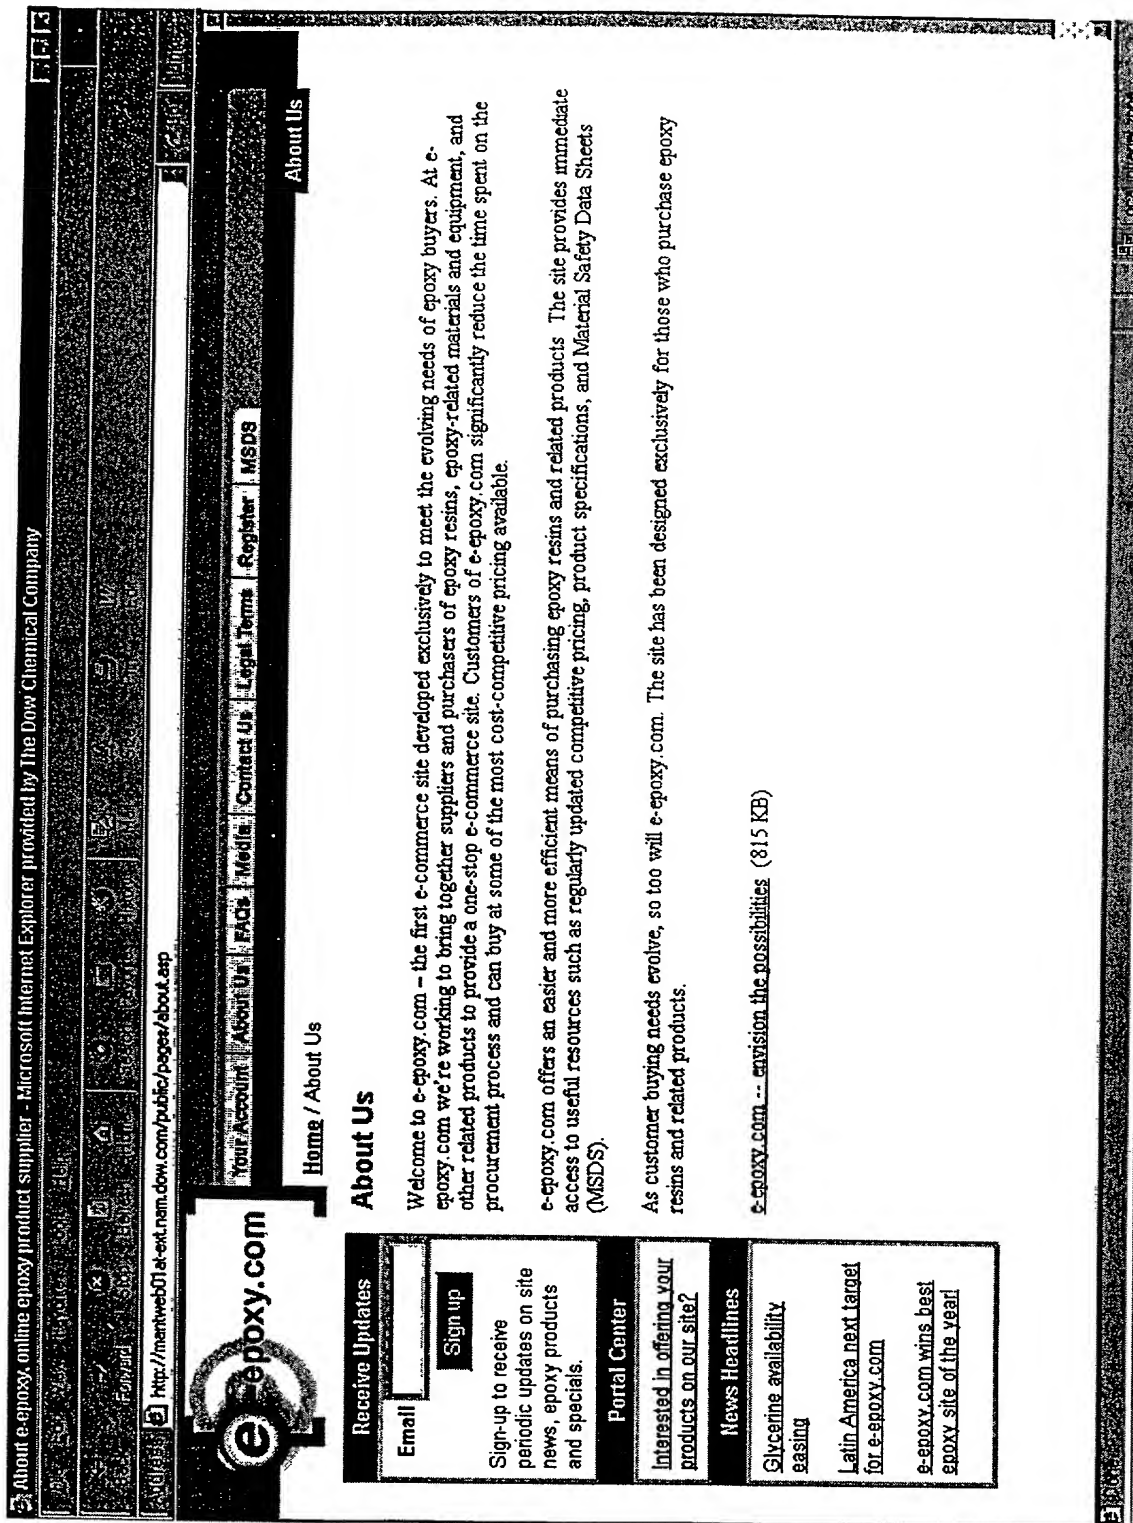 About e-epoxy, online epoxy product supplier - Microsoft Internet Explorer provided by The Dow Chemical Company
http://mantweb01at-ext.nam.dow.com/public/pages/about.asp
e-epoxy.com
Your Account About Us FAQs Media Contact Us Legal Terms Register MSDS
About Us
Home / About Us
Receive Updates
Email
Sign up
Sign-up to receive
periodic updates on site
news, epoxy products
and specials.
Portal Center
Interested in offering your
products on our site?
News Headlines
Glycerine availability
easing
Latin America next target
for e-epoxy.com
e-epoxy.com wins best
epoxy site of the year!
About Us
Welcome to e-epoxy.com – the first e-commerce site developed exclusively to meet the evolving needs of epoxy buyers. At e-
epoxy.com we're working to bring together suppliers and purchasers of epoxy resins, epoxy-related materials and equipment, and
other related products to provide a one-stop e-commerce site. Customers of e-epoxy.com significantly reduce the time spent on the
procurement process and can buy at some of the most cost-competitive pricing available.
e-epoxy.com offers an easier and more efficient means of purchasing epoxy resins and related products The site provides immediate
access to useful resources such as regularly updated competitive pricing, product specifications, and Material Safety Data Sheets
(MSDS).
As customer buying needs evolve, so too will e-epoxy.com. The site has been designed exclusively for those who purchase epoxy
resins and related products.
e-epoxy.com -- envision the possibilities (815 KB)